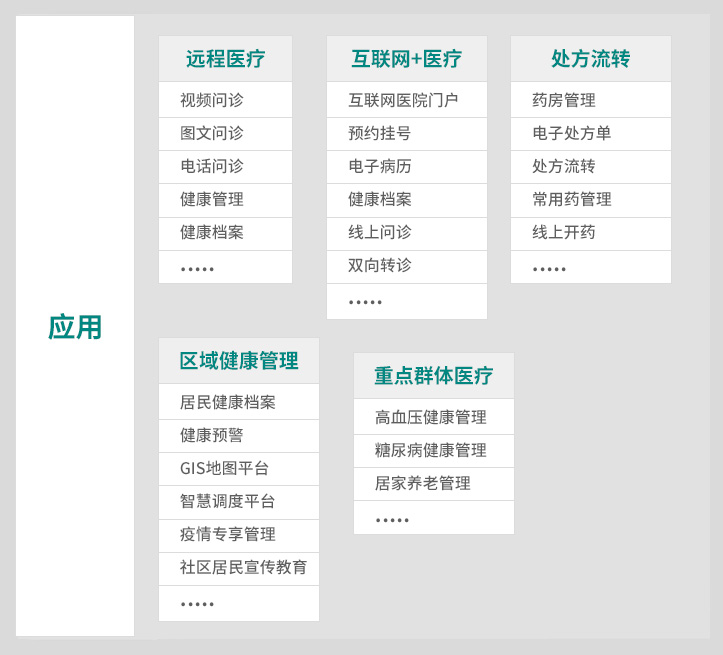 应用
远程医疗
视频问诊
图文问诊
电话问诊
健康管理
健康档案
•••••
互联网+医疗
互联网医院门户
预约挂号
电子病历
健康档案
线上问诊
双向转诊
•••••
处方流转
药房管理
电子处方单
处方流转
常用药管理
线上开药
•••••
区域健康管理
居民健康档案
健康预警
GIS地图平台
智慧调度平台
疫情专享管理
社区居民宣传教育
•••••
重点群体医疗
高血压健康管理
糖尿病健康管理
居家养老管理
•••••